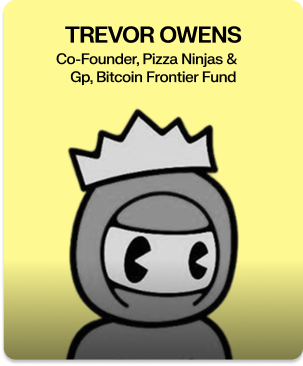 TREVOR OWENS
Co-Founder, Pizza Ninjas &
Gp, Bitcoin Frontier Fund